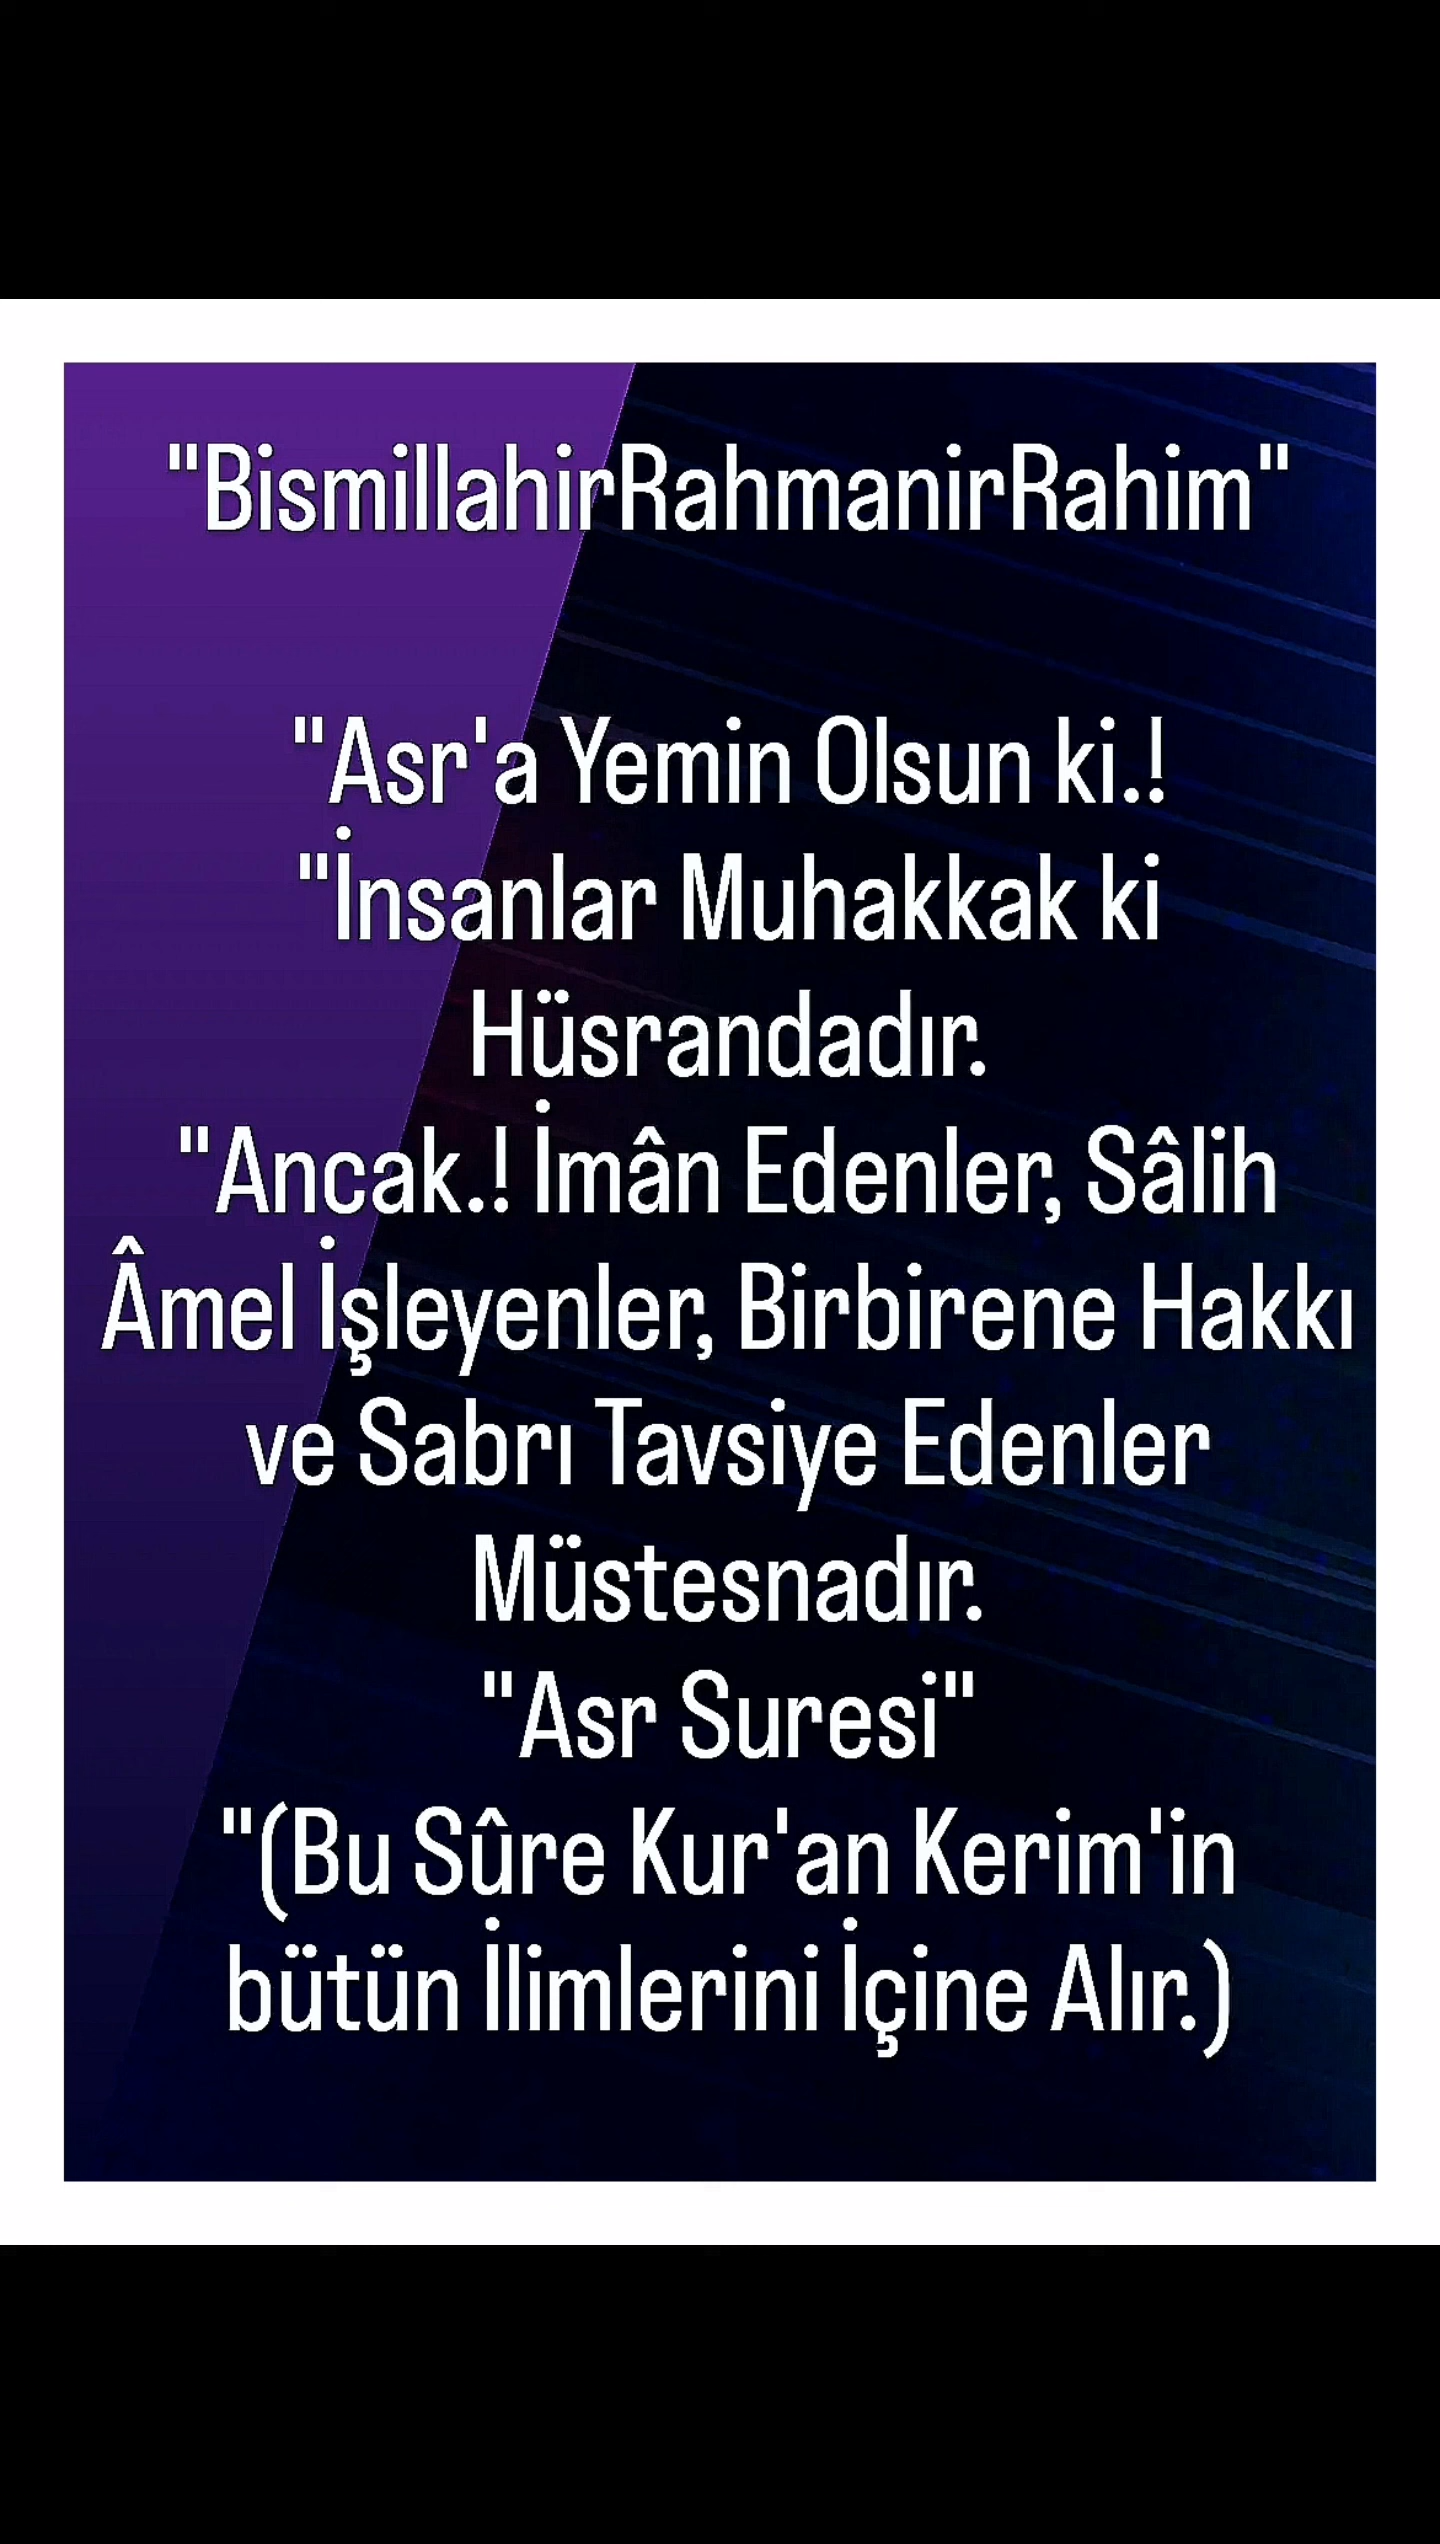 "BismillahirRahmanirRahim"
"Asr'a Yemin Olsun ki.!
"İnsanlar Muhakkak ki
Hüsrandadır.
"Ancak.! İmân Edenler, Sâlih
Âmel İşleyenler, Birbirene Hakkı
ve Sabrı Tavsiye Edenler
Müstesnadır.
"Asr Suresi"
"(Bu Sûre Kur'an Kerim'in
bütün İlimlerini İçine Alır.)